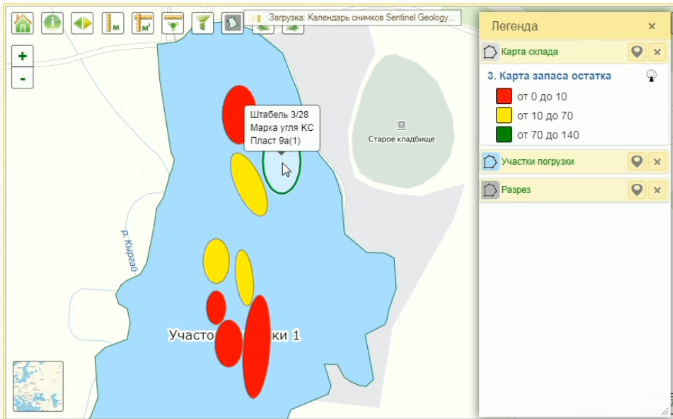 Загрузка: Календарь снимков Sentinel Geology...
М
М²
+
-
Штабель 3/28
Марка угля КС
Пласт 9а(1)
Старое кладбище
р. Кыргай
Участо
ки 1
Легенда
×
Карта склада
×
3. Карта запаса остатка
от 0 до 10
от 10 до 70
от 70 до 140
Участки погрузки
×
Разрез
×